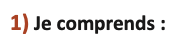 1) Je comprends :